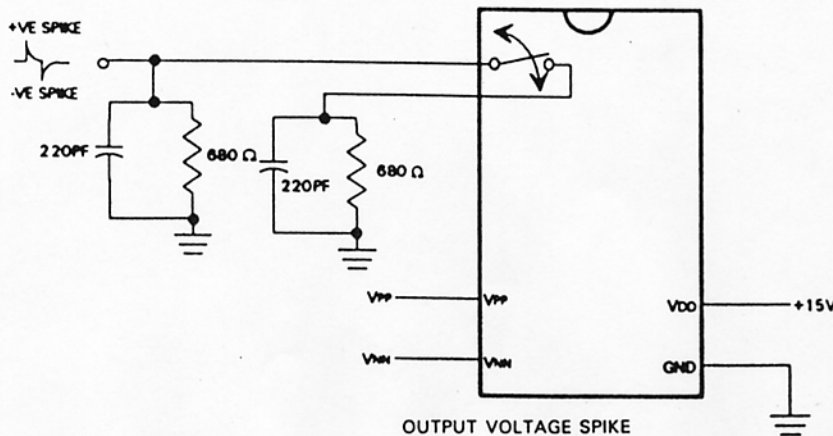 +VE SPIKE
-VE SPIKE
220PF
680 Ω
220PF
680 Ω
VPP
VPP
VDD
+15V
VNN
VNN
GND
OUTPUT VOLTAGE SPIKE